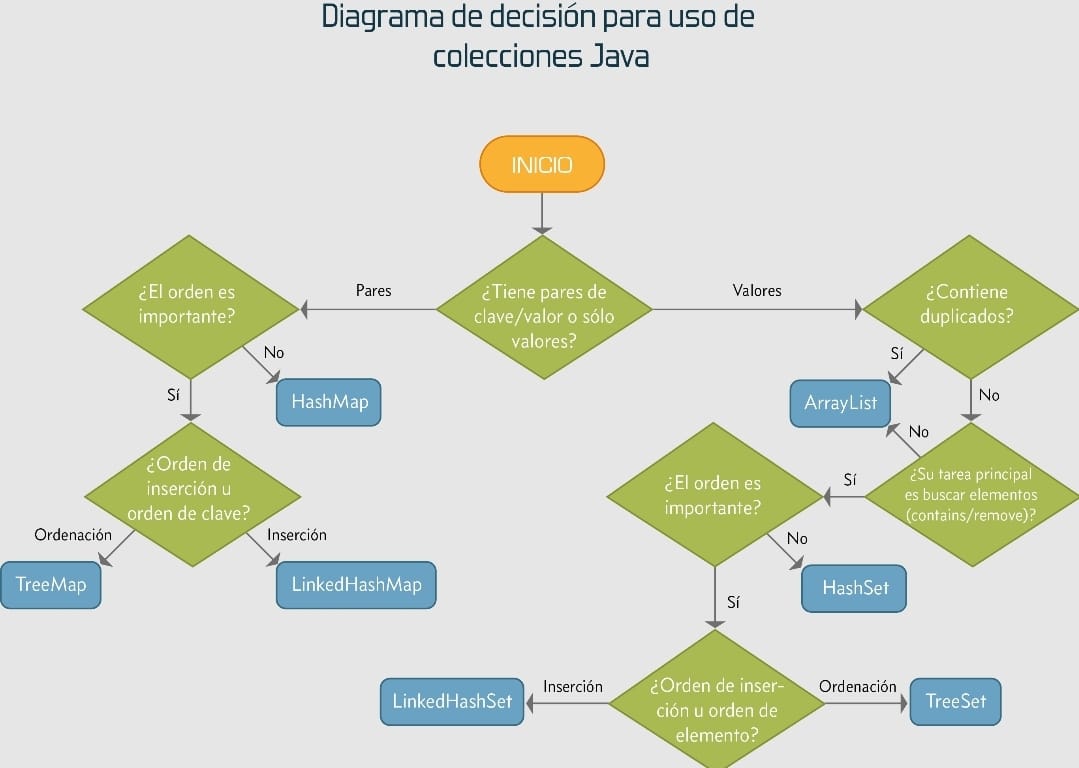 Diagrama de decisión para uso de
colecciones Java
INICIO
¿El orden es
importante?
Pares
¿Tiene pares de
clave/valor o sólo
valores?
Valores
¿Contiene
duplicados?
No
Sí
HashMap
Sí
ArrayList
No
No
¿Orden de
inserción u
orden de clave?
¿El orden es
importante?
Sí
¿Su tarea principal
es buscar elementos
(contains/remove)?
Ordenación
Inserción
No
TreeMap
LinkedHashMap
HashSet
Sí
LinkedHashSet
Inserción
¿Orden de inser-
ción u orden de
elemento?
Ordenación
TreeSet